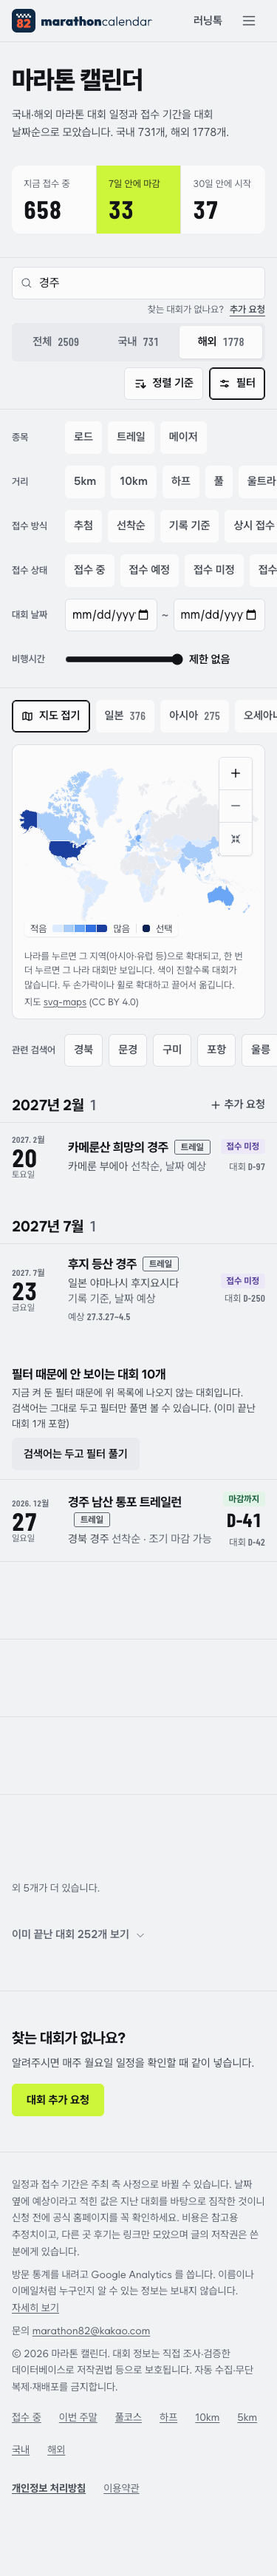 82 marathoncalendar 러닝톡
마라톤 캘린더
국내·해외 마라톤 대회 일정과 접수 기간을 대회
날짜순으로 모았습니다. 국내 731개, 해외 1778개.
지금 접수 중 7일 안에 마감 30일 안에 시작
658 33 37
경주
찾는 대회가 없나요? 추가 요청
전체 2509 국내 731 해외 1778
정렬 기준 필터
종목 로드 트레일 메이저
거리 5km 10km 하프 풀 울트라
접수 방식 추첨 선착순 기록 기준 상시 접수
접수 상태 접수 중 접수 예정 접수 미정 접수
대회 날짜 mm/dd/yyyy ~ mm/dd/yyyy
비행시간 제한 없음
지도 접기 일본 376 아시아 275 오세아니
+
−
적음 많음 선택
나라를 누르면 그 지역(아시아·유럽 등)으로 확대되고, 한 번
더 누르면 그 나라 대회만 보입니다. 색이 진할수록 대회가
많습니다. 두 손가락이나 휠로 확대하고 끌어서 옮깁니다.
지도 svg-maps (CC BY 4.0)
관련 검색어 경북 문경 구미 포항 울릉
2027년 2월 1 + 추가 요청
2027. 2월
20
토요일
카메룬산 희망의 경주 트레일
카메룬 부에아 선착순, 날짜 예상
접수 미정
대회 D-97
2027년 7월 1
2027. 7월
23
금요일
후지 등산 경주 트레일
일본 야마나시 후지요시다
기록 기준, 날짜 예상
예상 27.3.27–4.5
접수 미정
대회 D-250
필터 때문에 안 보이는 대회 10개
지금 켜 둔 필터 때문에 위 목록에 나오지 않는 대회입니다.
검색어는 그대로 두고 필터만 풀면 볼 수 있습니다. (이미 끝난
대회 1개 포함)
검색어는 두고 필터 풀기
2026. 12월
27
일요일
경주 남산 통포 트레일런
트레일
경북 경주 선착순 · 조기 마감 가능
마감까지
D-41
대회 D-42
외 5개가 더 있습니다.
이미 끝난 대회 252개 보기
찾는 대회가 없나요?
알려주시면 매주 월요일 일정을 확인할 때 같이 넣습니다.
대회 추가 요청
일정과 접수 기간은 주최 측 사정으로 바뀔 수 있습니다. 날짜
옆에 예상이라고 적힌 값은 지난 대회를 바탕으로 짐작한 것이니
신청 전에 공식 홈페이지를 꼭 확인하세요. 비용은 참고용
추정치이고, 다른 곳 후기는 링크만 모았으며 글의 저작권은 쓴
분에게 있습니다.
방문 통계를 내려고 Google Analytics 를 씁니다. 이름이나
이메일처럼 누구인지 알 수 있는 정보는 보내지 않습니다.
자세히 보기
문의 marathon82@kakao.com
© 2026 마라톤 캘린더. 대회 정보는 직접 조사·검증한
데이터베이스로 저작권법 등으로 보호됩니다. 자동 수집·무단
복제·재배포를 금지합니다.
접수 중 이번 주말 풀코스 하프 10km 5km
국내 해외
개인정보 처리방침 이용약관